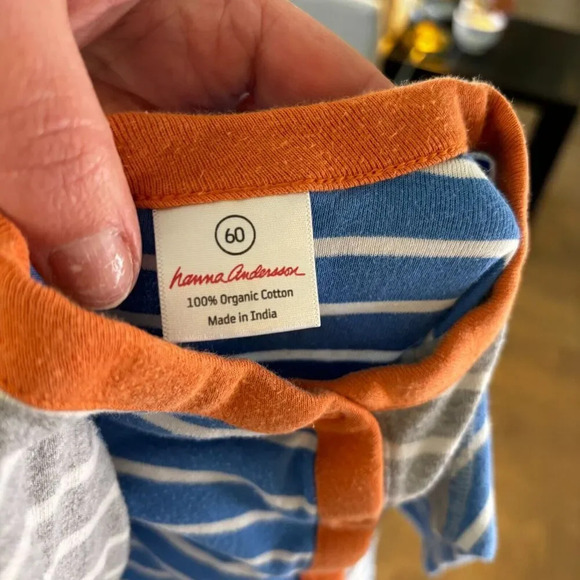 60
hanna andersson
100% Organic Cotton
Made in India